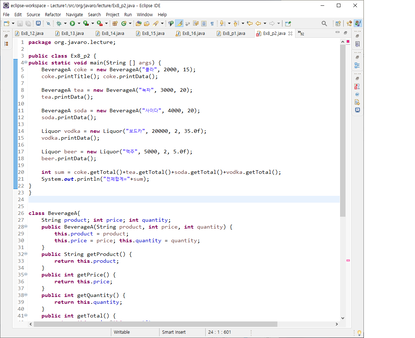 eclipse-workspace - Lecture1/src/org/javaro/lecture/Ex8_p2.java - Eclipse IDE
File Edit Source Refactor Navigate Search Project Run Window Help
Ex8_12.java Ex8_13.java Ex8_14.java Ex8_15.java Ex8_16.java Ex8_p1.java Ex8_p2.java
1 package org.javaro.lecture;
2
3 public class Ex8_p2 {
4 public static void main(String [] args) {
5 BeverageA coke = new BeverageA("콜라", 2000, 15);
6 coke.printTitle(); coke.printData();
7
8 BeverageA tea = new BeverageA("녹차", 3000, 20);
9 tea.printData();
10
11 BeverageA soda = new BeverageA("사이다", 4000, 20);
12 soda.printData();
13
14 Liquor vodka = new Liquor("보드카", 20000, 2, 35.0f);
15 vodka.printData();
16
17 Liquor beer = new Liquor("맥주", 5000, 2, 5.0f);
18 beer.printData();
19
20 int sum = coke.getTotal()+tea.getTotal()+soda.getTotal()+vodka.getTotal();
21 System.out.println("전체합계="+sum);
22 }
23 }
24
25
26 class BeverageA{
27 String product; int price; int quantity;
28 public BeverageA(String product, int price, int quantity) {
29 this.product = product;
30 this.price = price; this.quantity = quantity;
31 }
32 public String getProduct() {
33 return this.product;
34 }
35 public int getPrice() {
36 return this.price;
37 }
38 public int getQuantity() {
39 return this.quantity;
40 }
41 public int getTotal() {
Writable Smart Insert 24 : 1 : 601